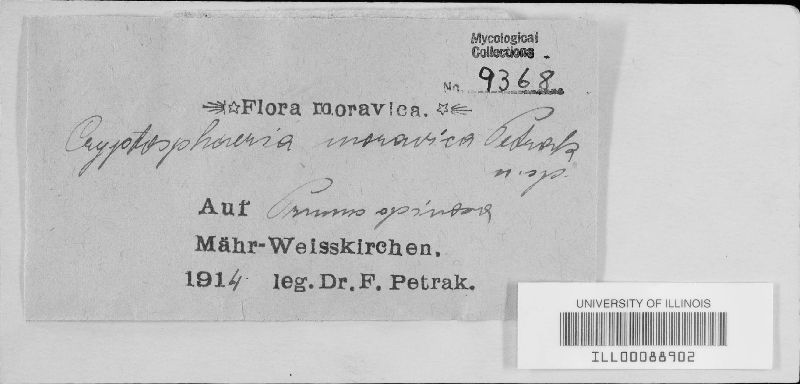 Mycological
Collections
No. 9368
Flora moravica.
Cryptosphaeria moravica Petrak
n.sp.
Auf Prunus spinosa
Mähr-Weisskirchen.
1914 leg. Dr. F. Petrak.
UNIVERSITY OF ILLINOIS
ILL00088902